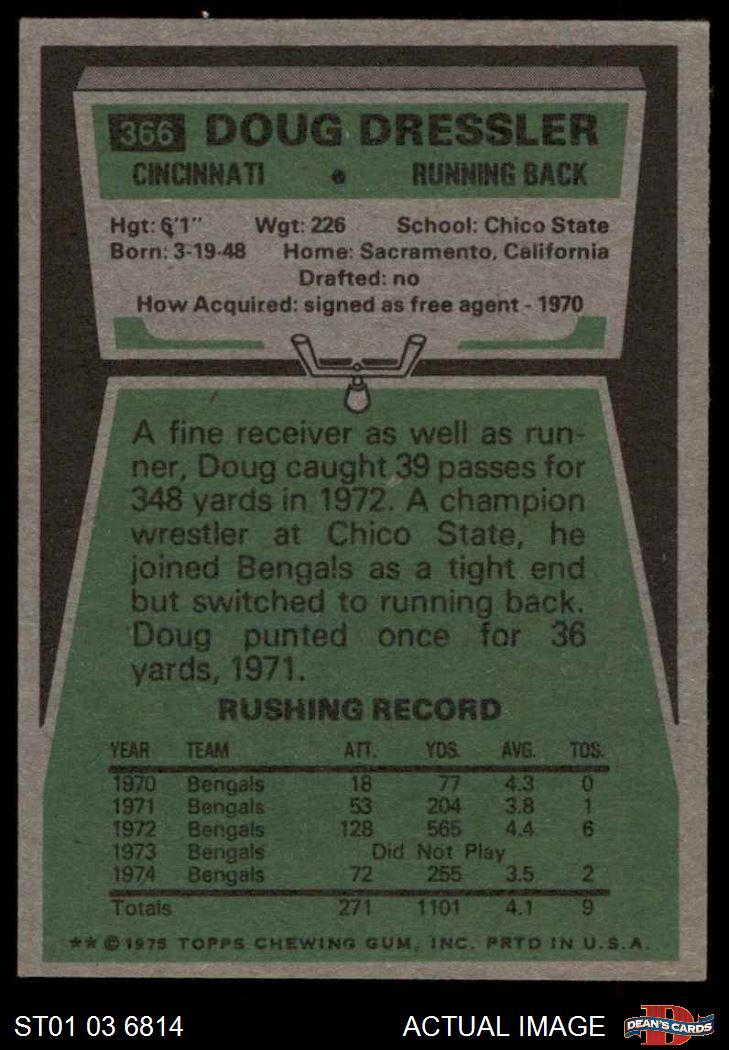 366 DOUG DRESSLER
CINCINNATI • RUNNING BACK
Hgt: 6'1" Wgt: 226 School: Chico State
Born: 3-19-48 Home: Sacramento, California
Drafted: no
How Acquired: signed as free agent - 1970
A fine receiver as well as run-
ner, Doug caught 39 passes for
348 yards in 1972. A champion
wrestler at Chico State, he
joined Bengals as a tight end
but switched to running back.
Doug punted once for 36
yards, 1971.
RUSHING RECORD
YEAR TEAM ATT. YDS. AVG. TDS.
1970 Bengals 18 77 4.3 0
1971 Bengals 53 204 3.8 1
1972 Bengals 128 565 4.4 6
1973 Bengals Did Not Play
1974 Bengals 72 255 3.5 2
Totals 271 1101 4.1 9
** © 1975 TOPPS CHEWING GUM, INC. PRTD IN U.S.A.
ST01 03 6814 ACTUAL IMAGE D DEAN'S CARDS